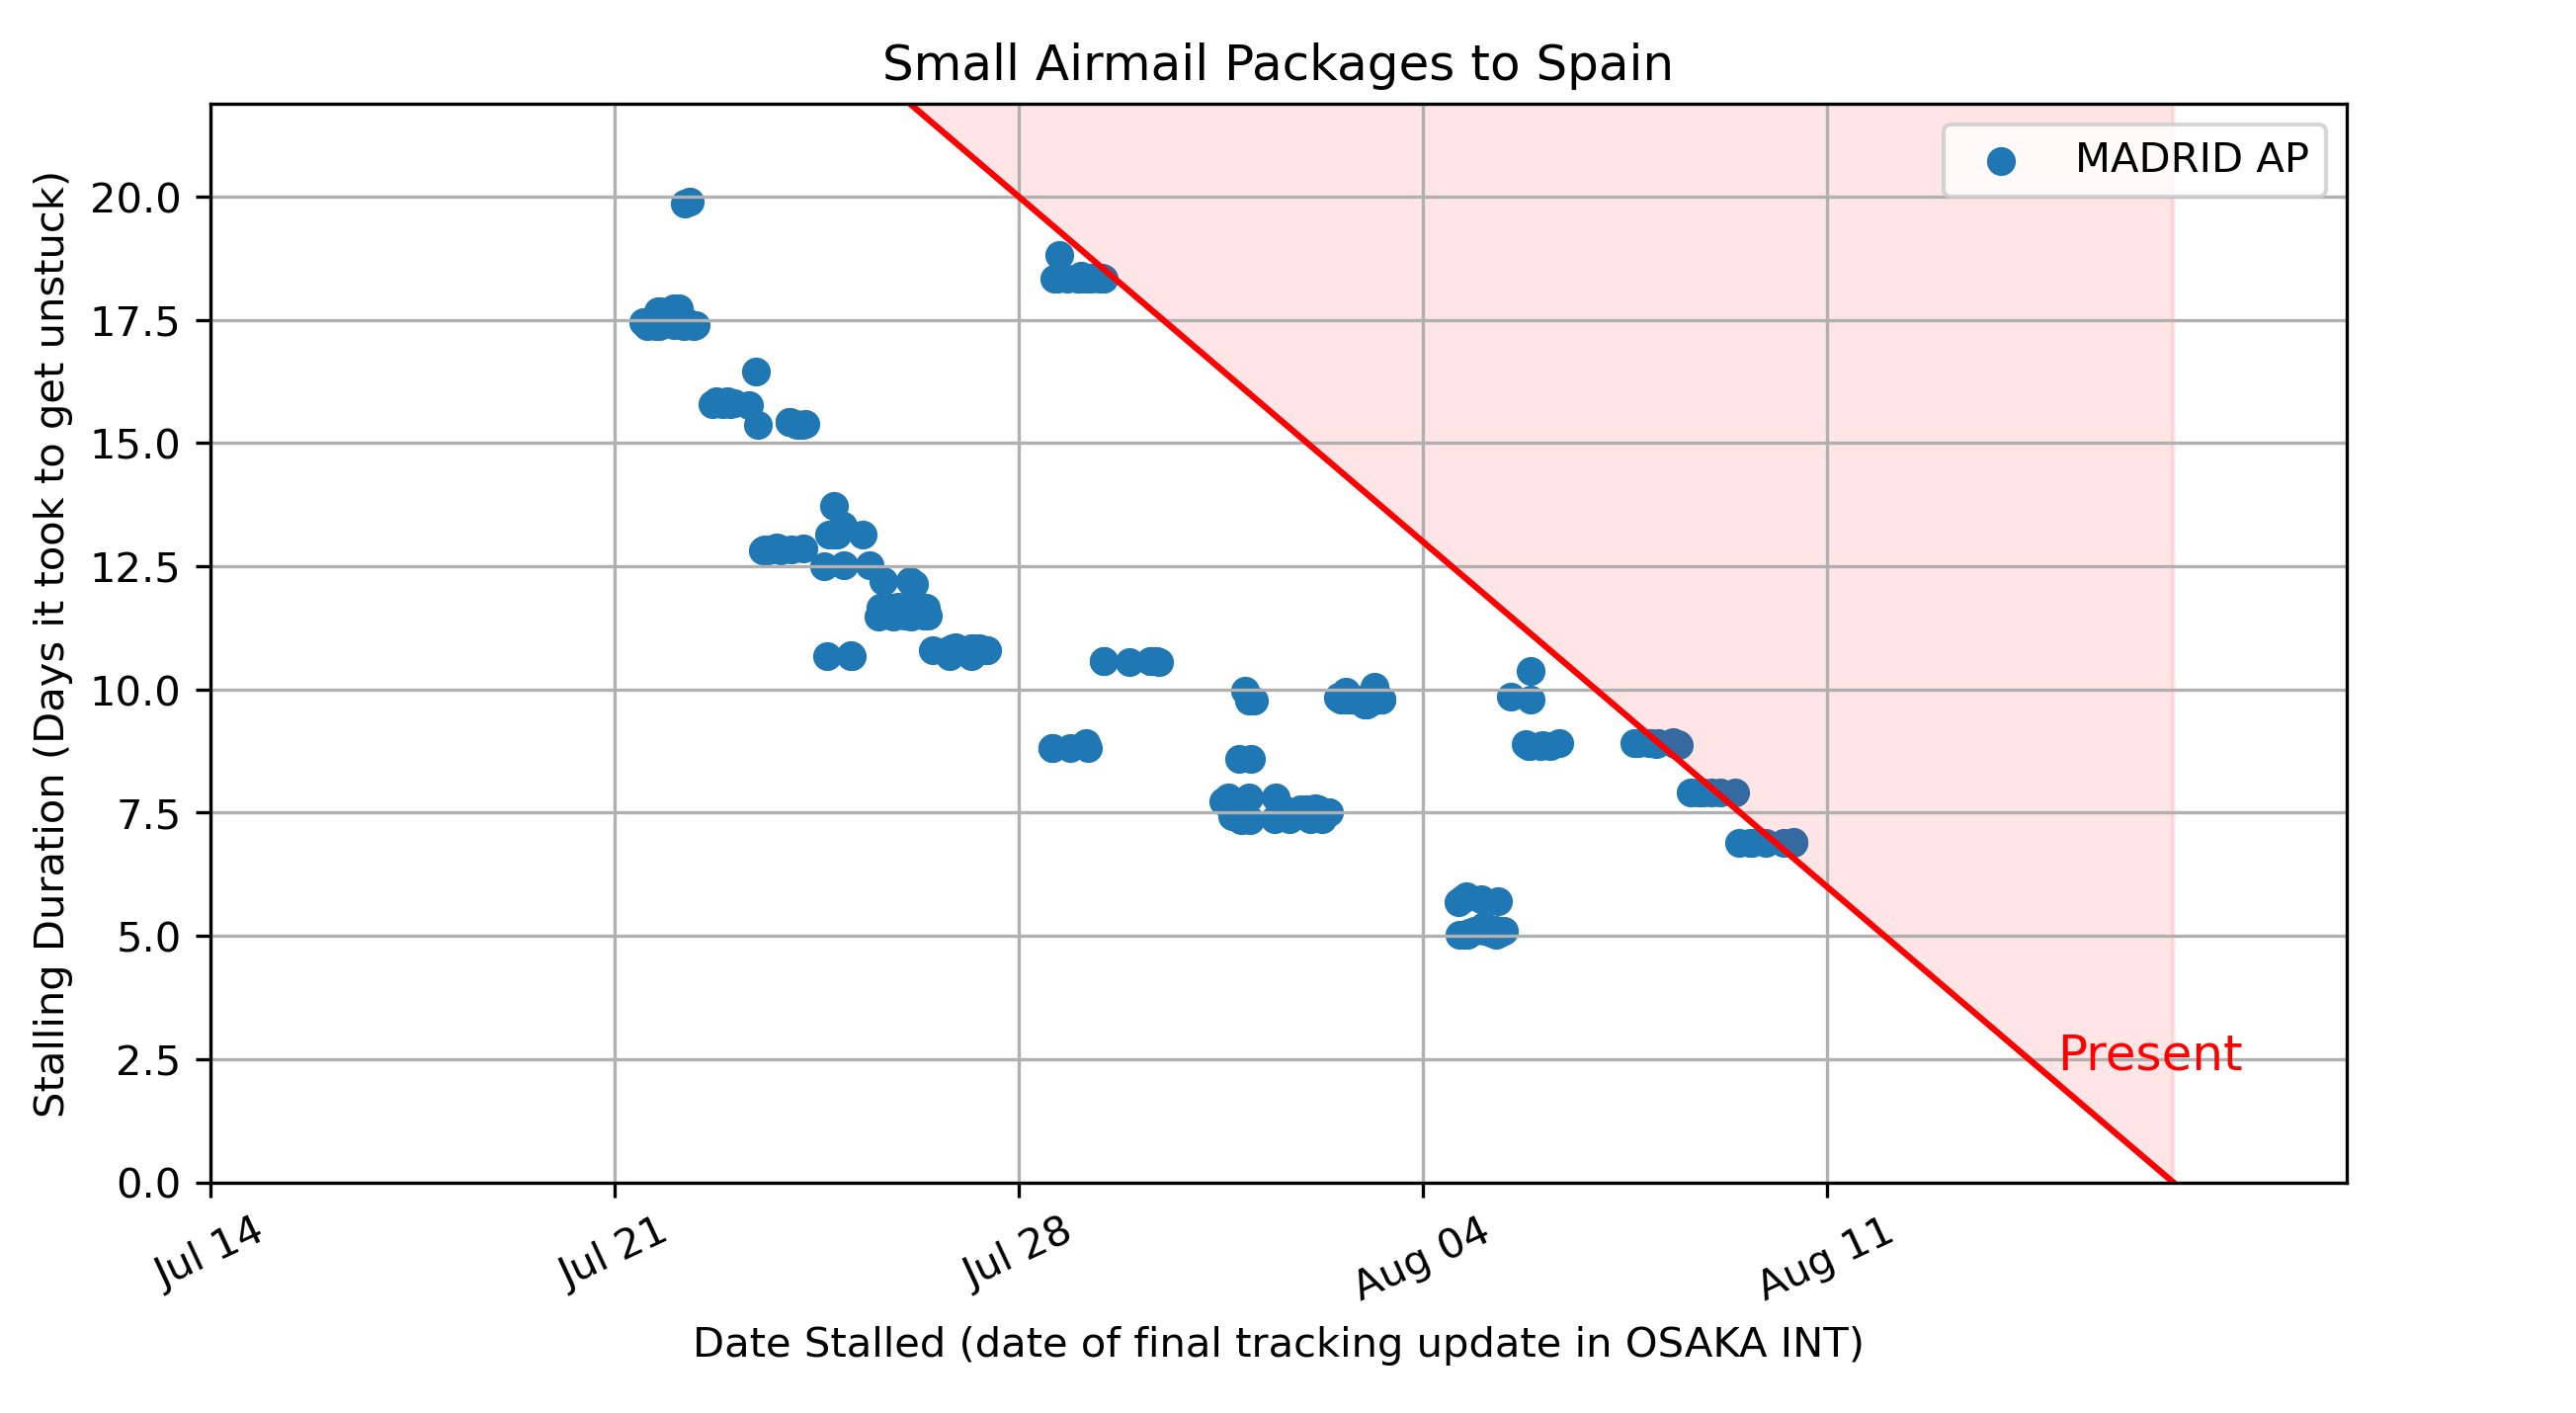 Small Airmail Packages to Spain
MADRID AP
Stalling Duration (Days it took to get unstuck)
20.0
17.5
15.0
12.5
10.0
7.5
5.0
2.5
0.0
Present
Jul 14
Jul 21
Jul 28
Aug 04
Aug 11
Date Stalled (date of final tracking update in OSAKA INT)